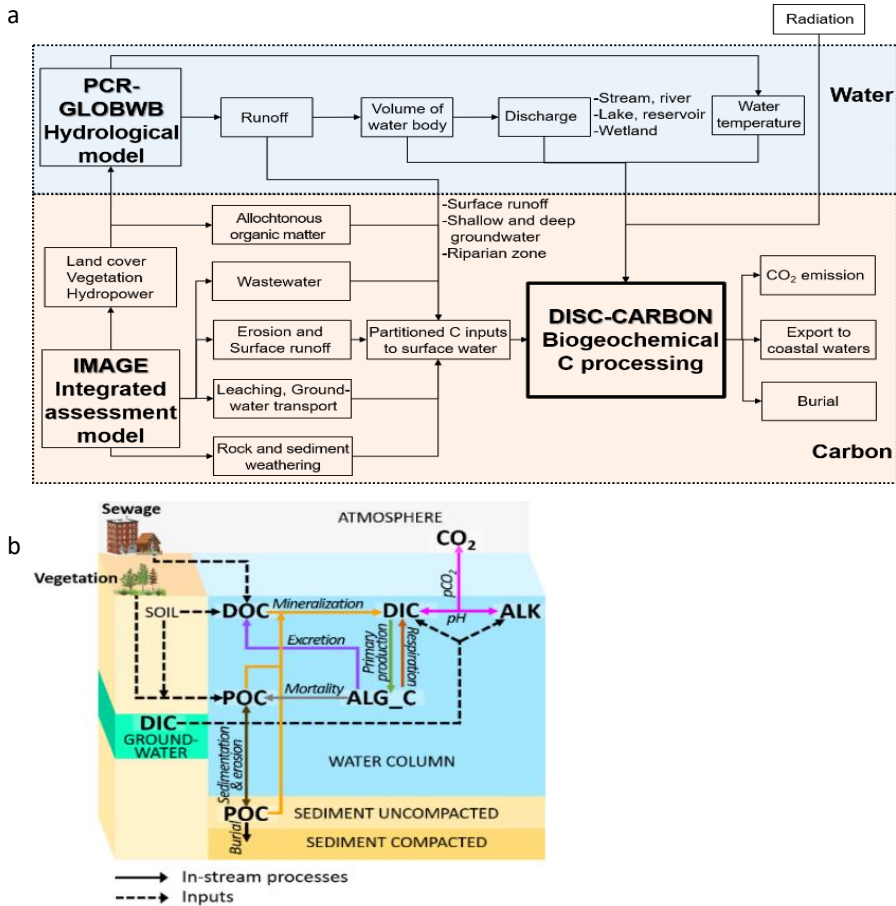 a
Radiation
PCR-
GLOBWB
Hydrological
model
Runoff
Volume of
water body
Discharge
-Stream, river
-Lake, reservoir
-Wetland
Water
temperature
Water
Allochtonous
organic matter
-Surface runoff
-Shallow and deep
groundwater
-Riparian zone
Land cover
Vegetation
Hydropower
Wastewater
CO₂ emission
Erosion and
Surface runoff
Partitioned C inputs
to surface water
DISC-CARBON
Biogeochemical
C processing
Export to
coastal waters
IMAGE
Integrated
assessment
model
Leaching, Ground-
water transport
Burial
Rock and sediment
weathering
Carbon
b
Sewage
ATMOSPHERE
CO₂
Vegetation
pCO₂
SOIL
DOC
Mineralization
DIC
pH
ALK
Excretion
Primary
production
Respiration
POC
Mortality
ALG_C
DIC
GROUND-
WATER
Sedimentation
& erosion
WATER COLUMN
POC
SEDIMENT UNCOMPACTED
Burial
SEDIMENT COMPACTED
In-stream processes
Inputs